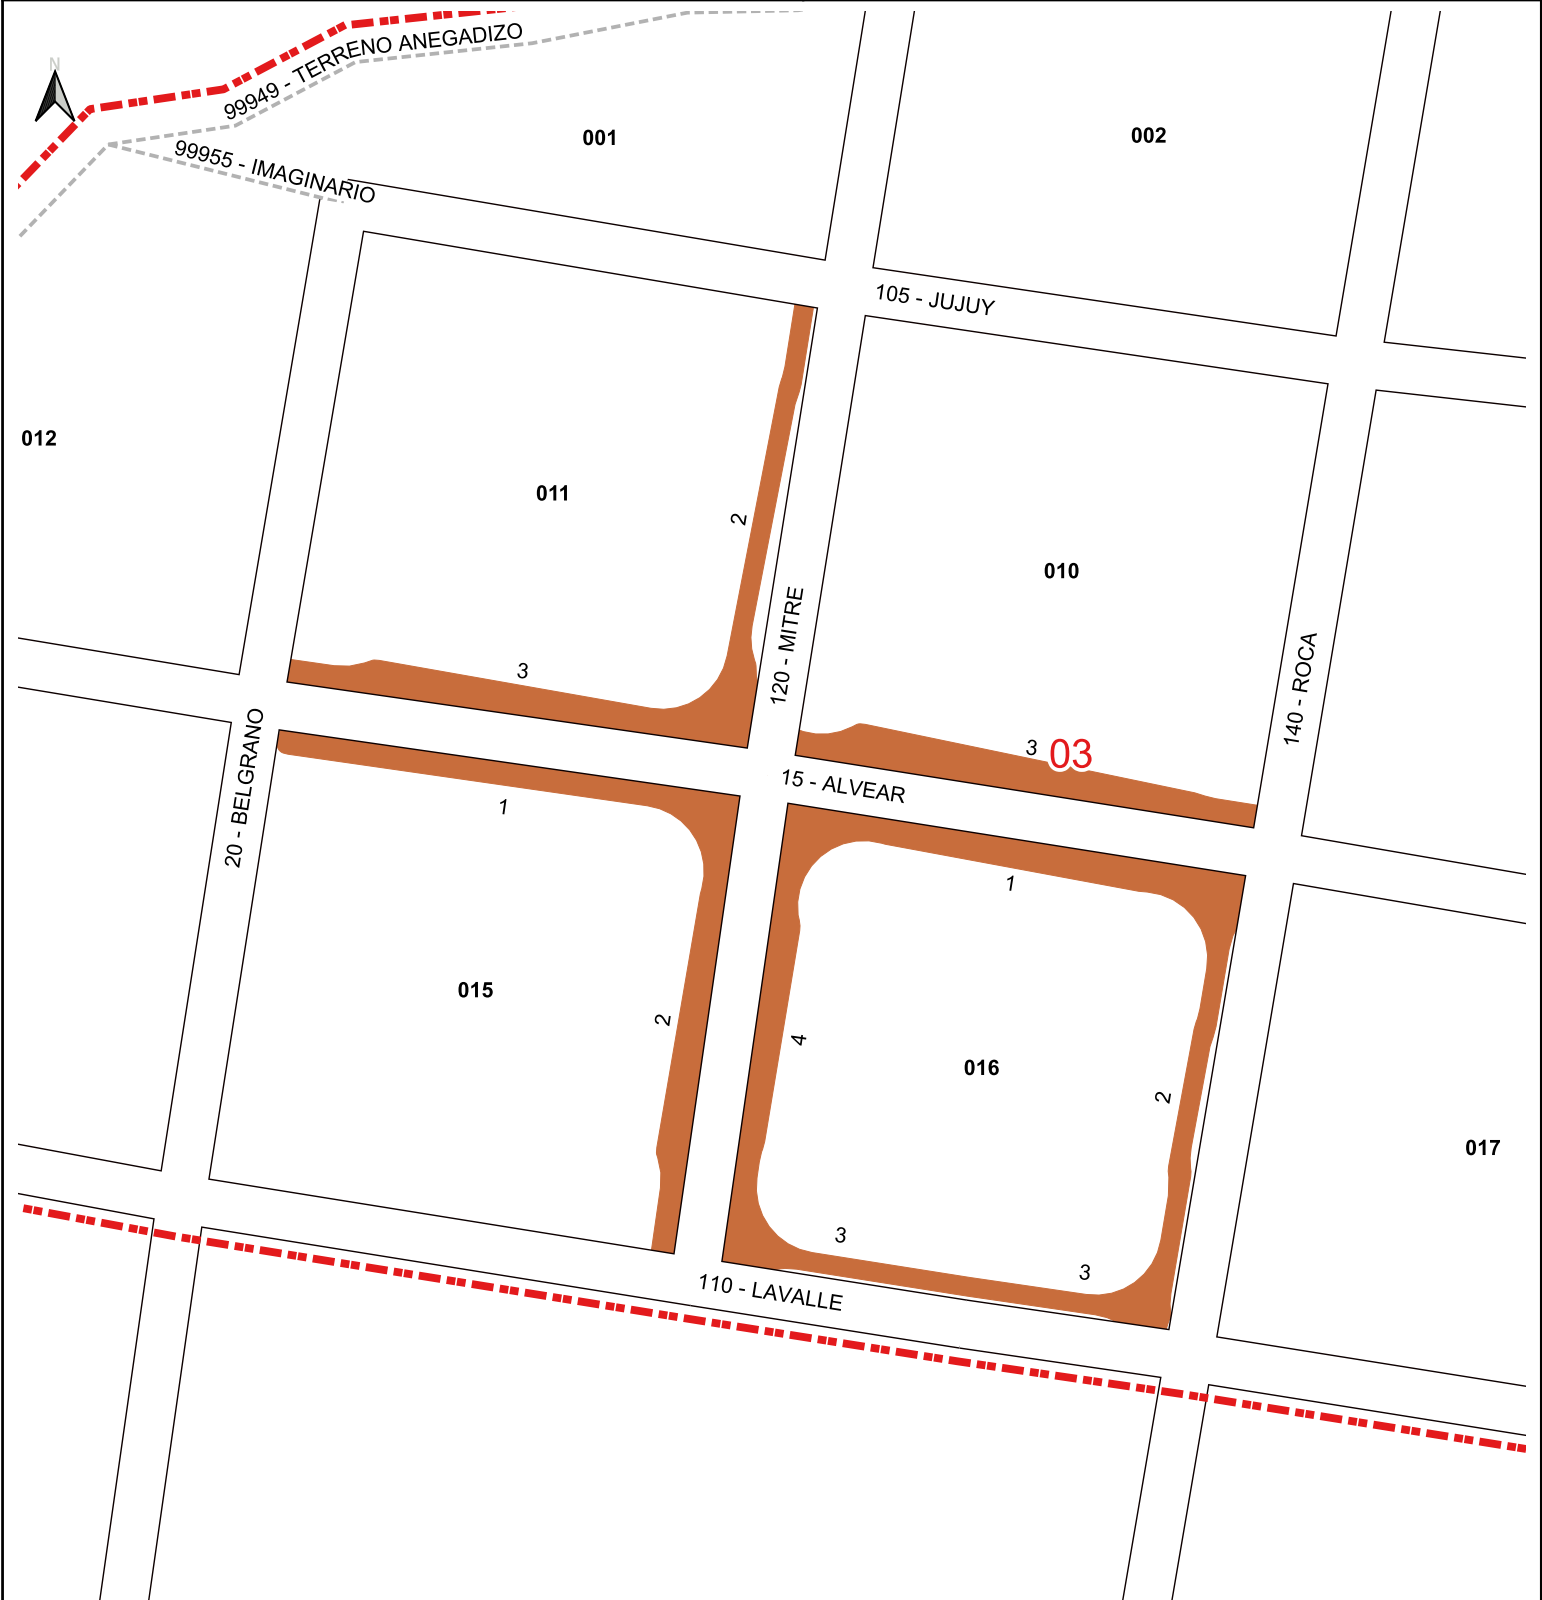 99949 - TERRENO ANEGADIZO
N
001
002
99955 - IMAGINARIO
105 - JUJUY
012
011
2
010
120 - MITRE
140 - ROCA
3
20 - BELGRANO
3
03
15 - ALVEAR
1
1
015
2
4
016
2
017
3
3
110 - LAVALLE